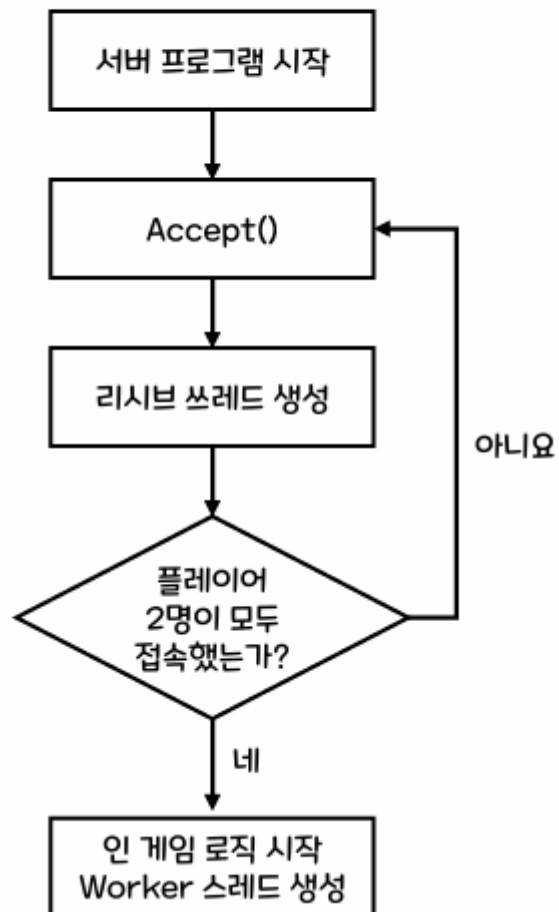 서버 프로그램 시작
Accept()
리시브 쓰레드 생성
아니요
플레이어
2명이 모두
접속했는가?
네
인 게임 로직 시작
Worker 스레드 생성